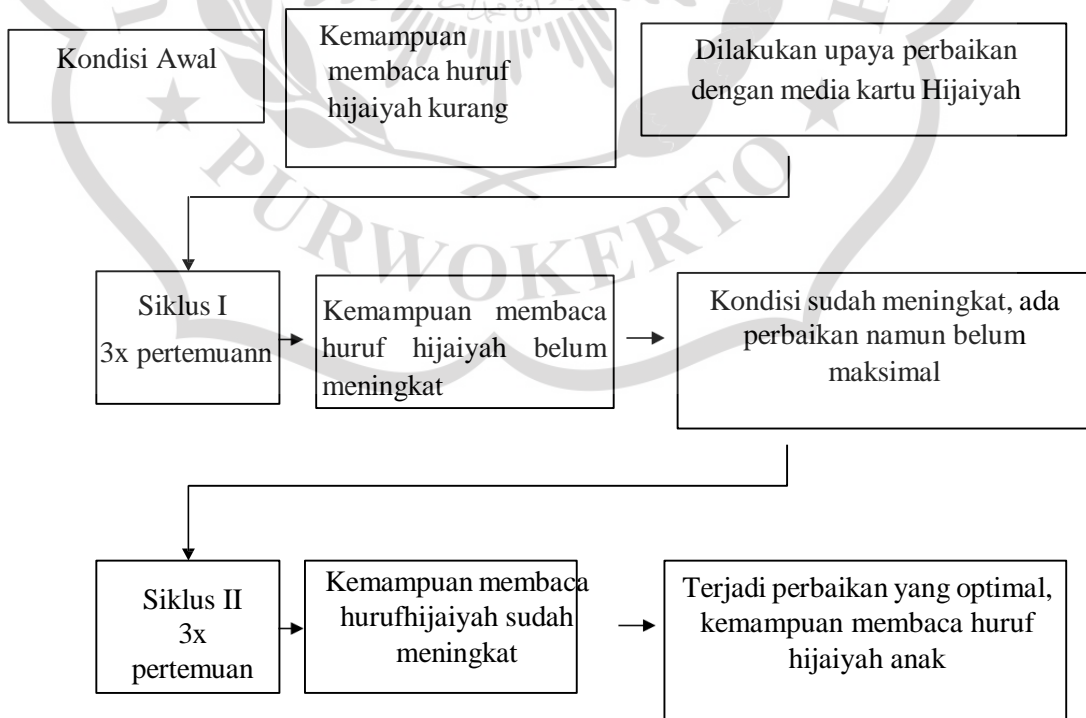 Kondisi Awal
Kemampuan
membaca huruf
hijaiyah kurang
Dilakukan upaya perbaikan
dengan media kartu Hijaiyah
PURWOKERTO
Siklus I
3x pertemuann
Kemampuan membaca
huruf hijaiyah belum
meningkat
Kondisi sudah meningkat, ada
perbaikan namun belum
maksimal
Siklus II
3x
pertemuan
Kemampuan membaca
hurufhijaiyah sudah
meningkat
Terjadi perbaikan yang optimal,
kemampuan membaca huruf
hijaiyah anak